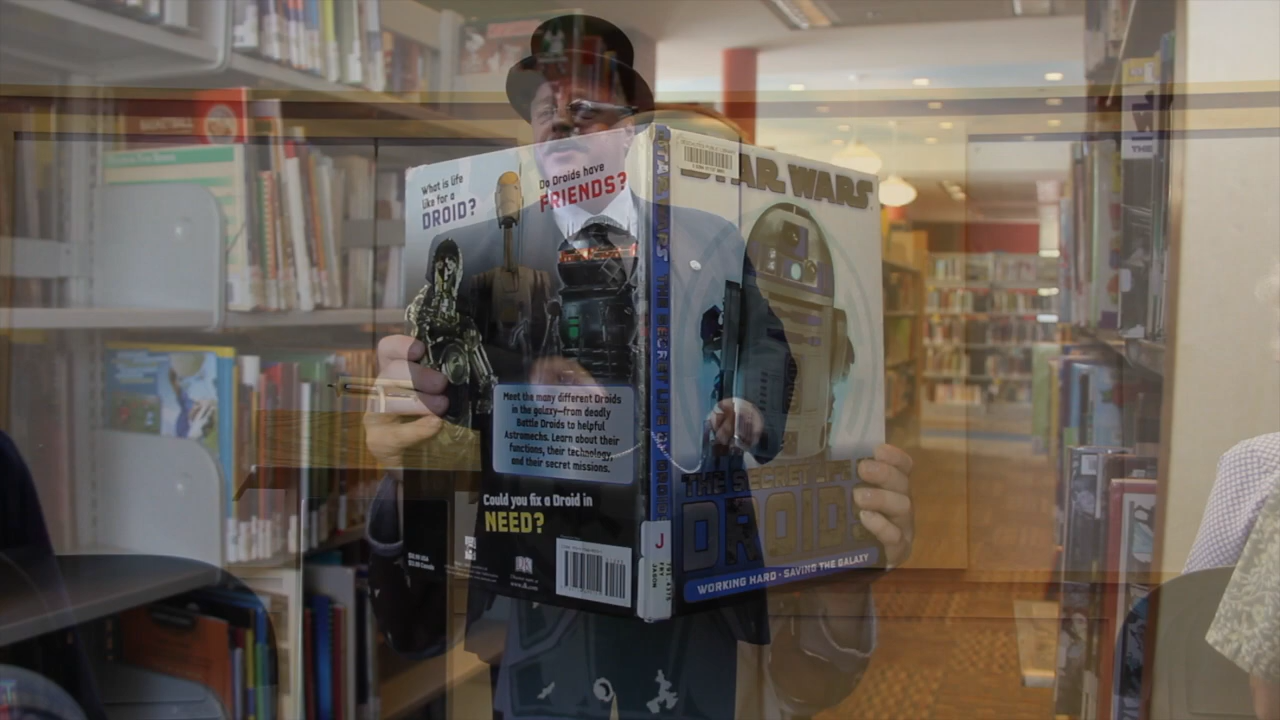 What is life
like for a
DROID?
Do Droids have
FRIENDS?
Meet the many different Droids
in the galaxy—from deadly
Battle Droids to helpful
Astromechs. Learn about their
functions, their technology,
and their secret missions.
Could you fix a Droid in
NEED?
STAR WARS THE SECRET LIFE OF DROIDS
J
STAR WARS
THE SECRET LIFE OF
DROIDS
WORKING HARD • SAVING THE GALAXY
THE